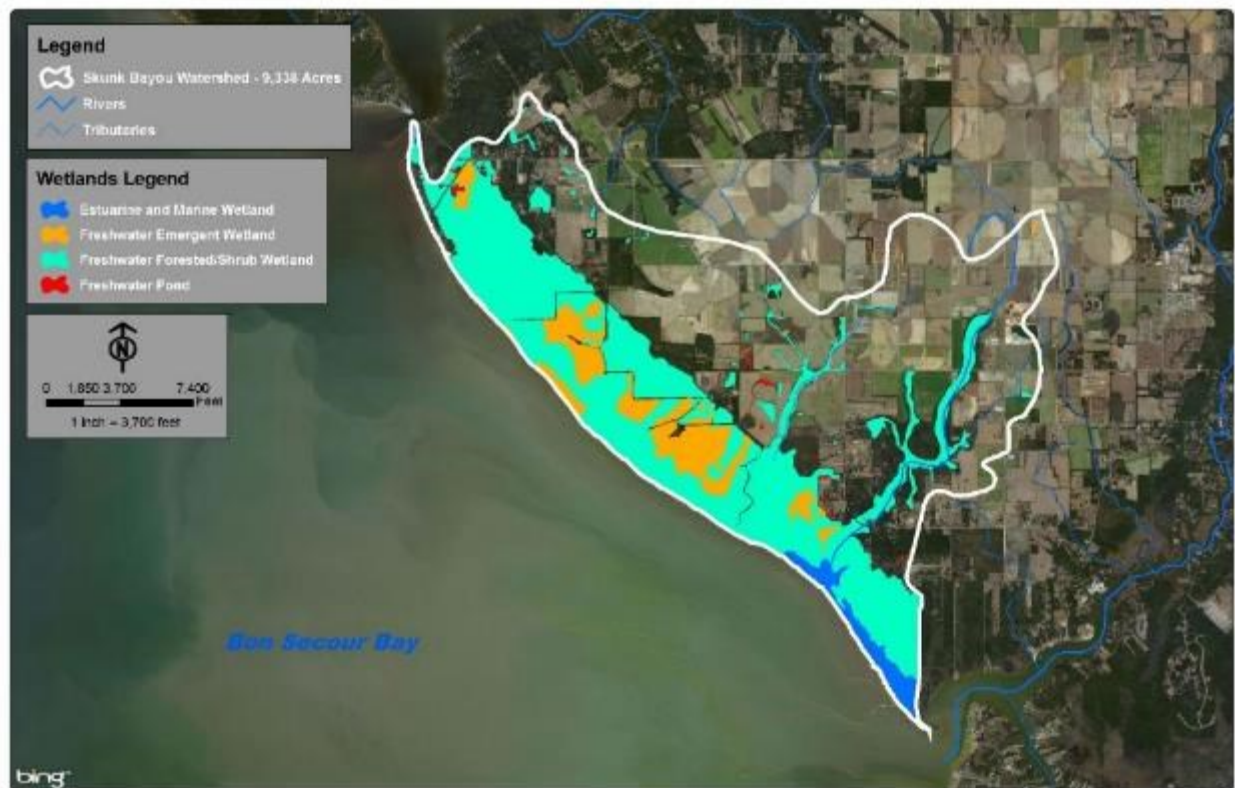 Legend
Skunk Bayou Watershed - 9,338 Acres
Rivers
Tributaries
Wetlands Legend
Estuarine and Marine Wetland
Freshwater Emergent Wetland
Freshwater Forested/Shrub Wetland
Freshwater Pond
N
0 1,850 3,700 7,400
Feet
1 inch = 3,700 feet
Bon Secour Bay
bing